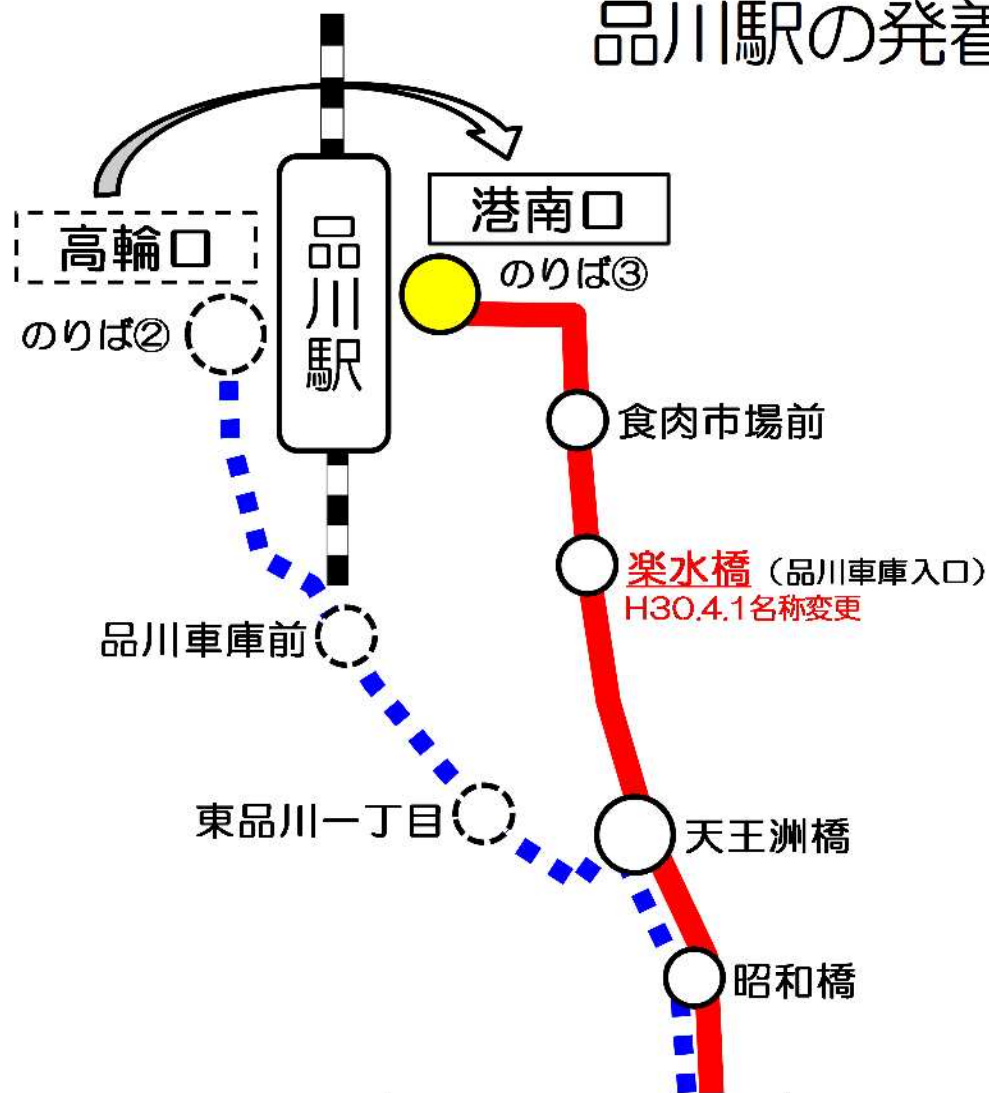 品川駅の発着
港南口
高輪口
のりば③
のりば②
品川駅
食肉市場前
楽水橋（品川車庫入口）
H30.4.1名称変更
品川車庫前
東品川一丁目
天王洲橋
昭和橋